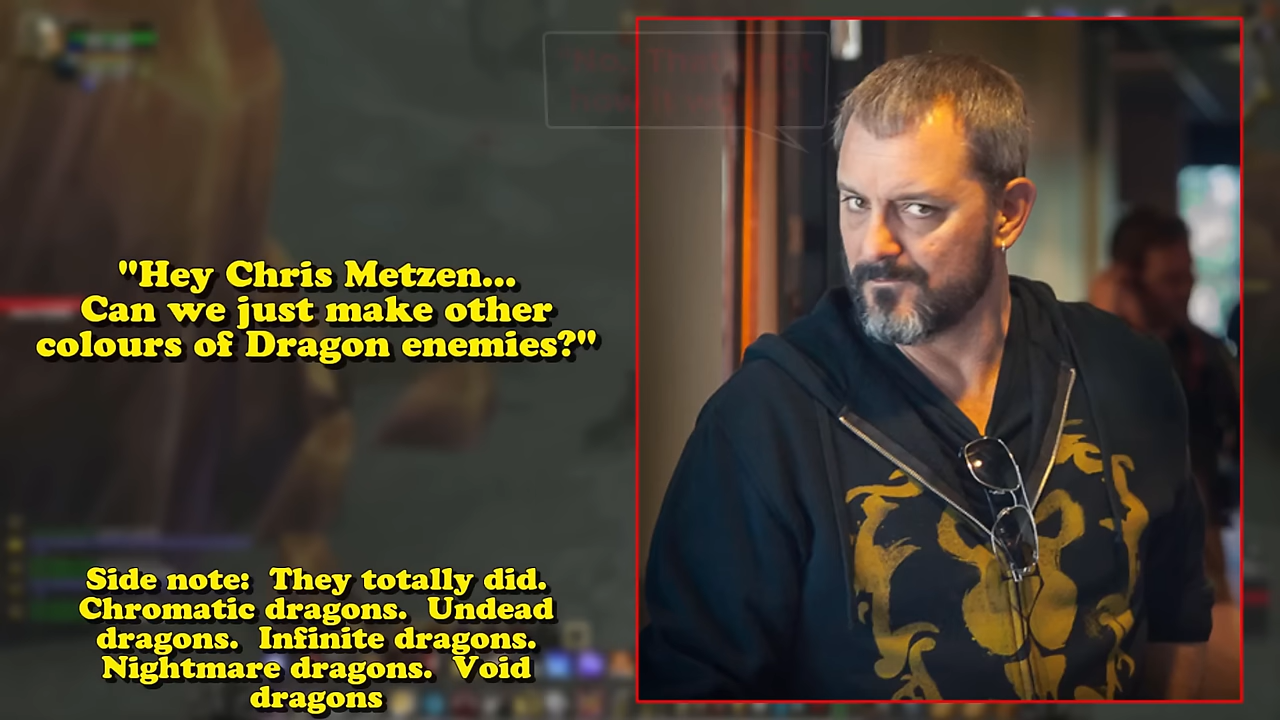 "Hey Chris Metzen...
Can we just make other
colours of Dragon enemies?"
Side note:  They totally did.
Chromatic dragons.  Undead
dragons.  Infinite dragons.
Nightmare dragons.  Void
dragons